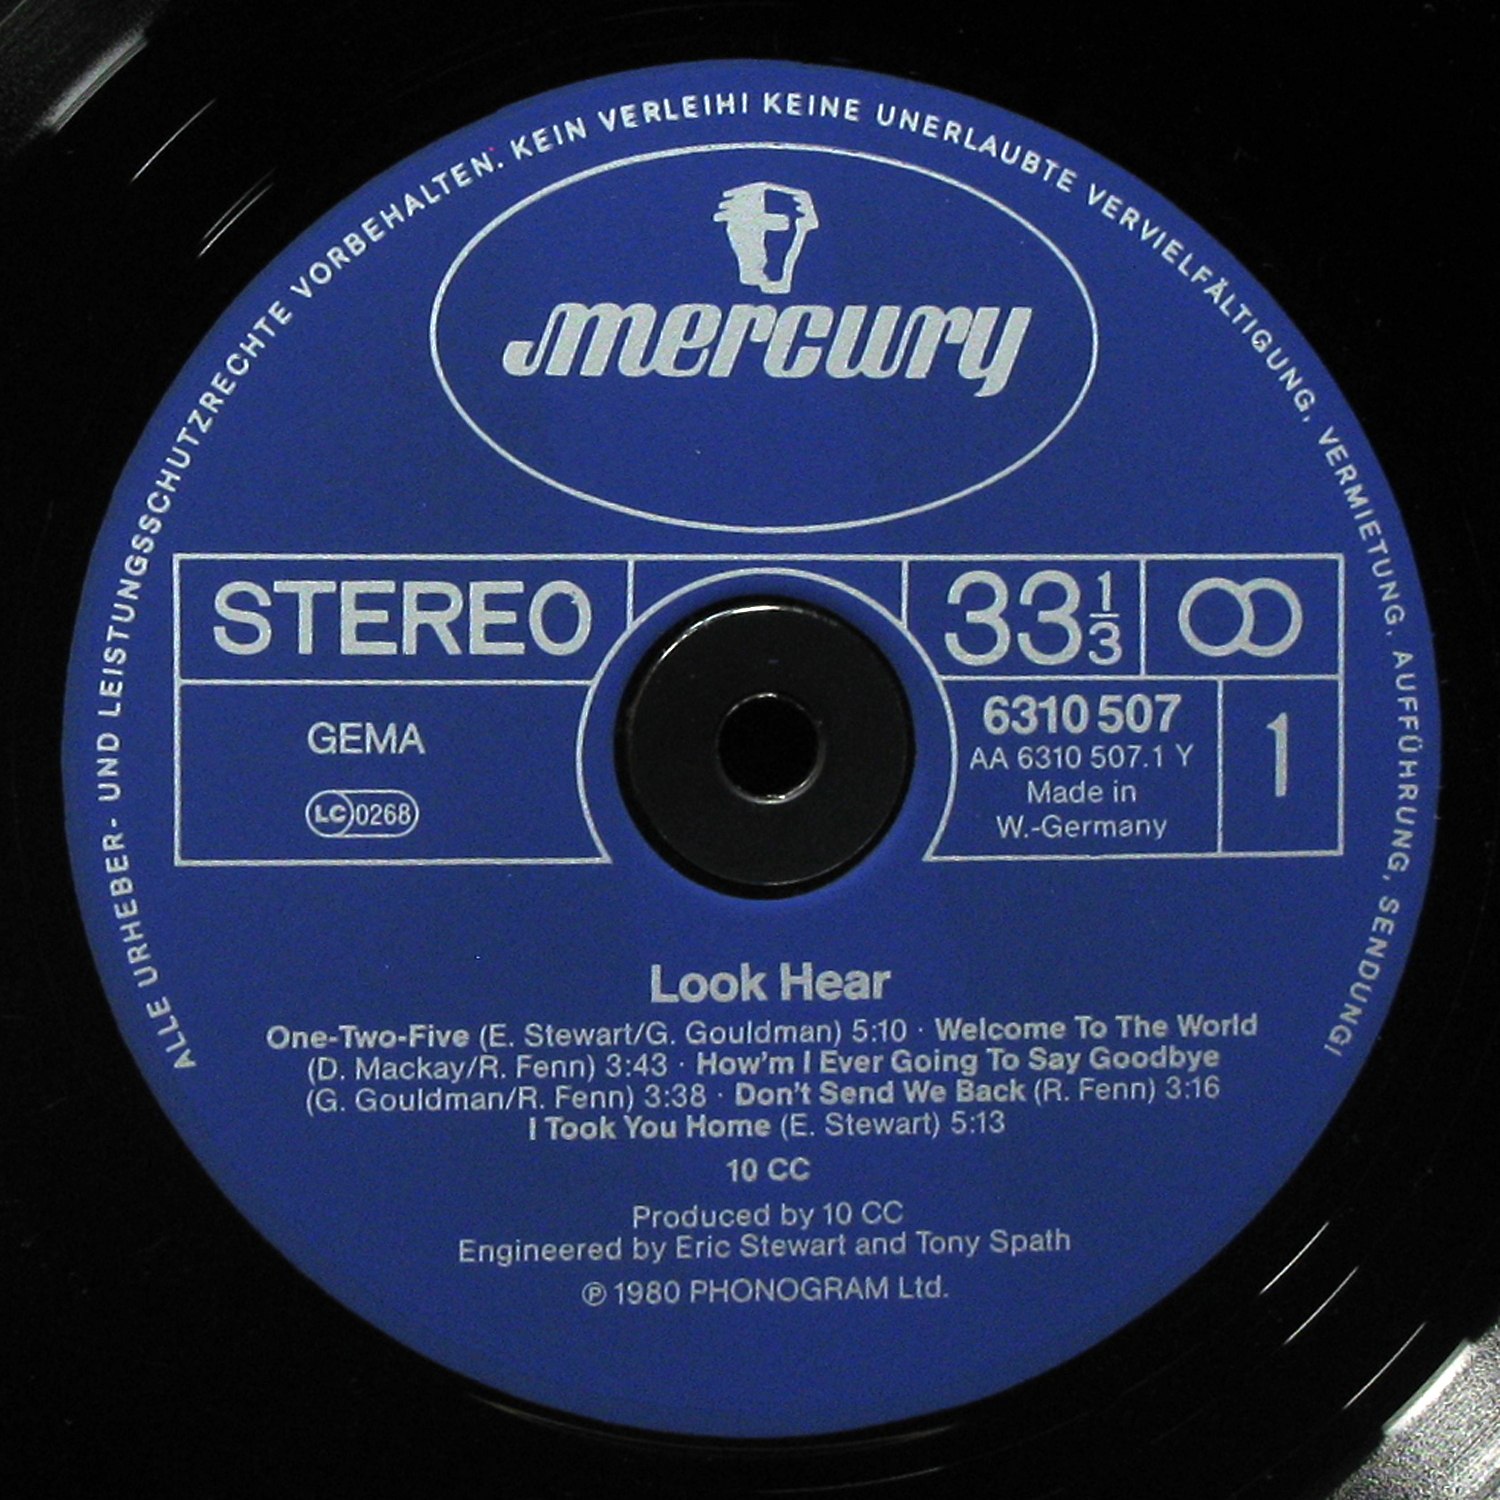 ALLE URHEBER- UND LEISTUNGSSCHUTZRECHTE VORBEHALTEN. KEIN VERLEIH! KEINE UNERLAUBTE VERVIELFÄLTIGUNG, VERMIETUNG, AUFFÜHRUNG, SENDUNG!
mercury
STEREO
33 1/3
GEMA
LC 0268
6310 507
AA 6310 507.1 Y
Made in
W.-Germany
1
Look Hear
One-Two-Five (E. Stewart/G. Gouldman) 5:10 · Welcome To The World
(D. Mackay/R. Fenn) 3:43 · How'm I Ever Going To Say Goodbye
(G. Gouldman/R. Fenn) 3:38 · Don't Send We Back (R. Fenn) 3:16
I Took You Home (E. Stewart) 5:13
10 CC
Produced by 10 CC
Engineered by Eric Stewart and Tony Spath
℗ 1980 PHONOGRAM Ltd.